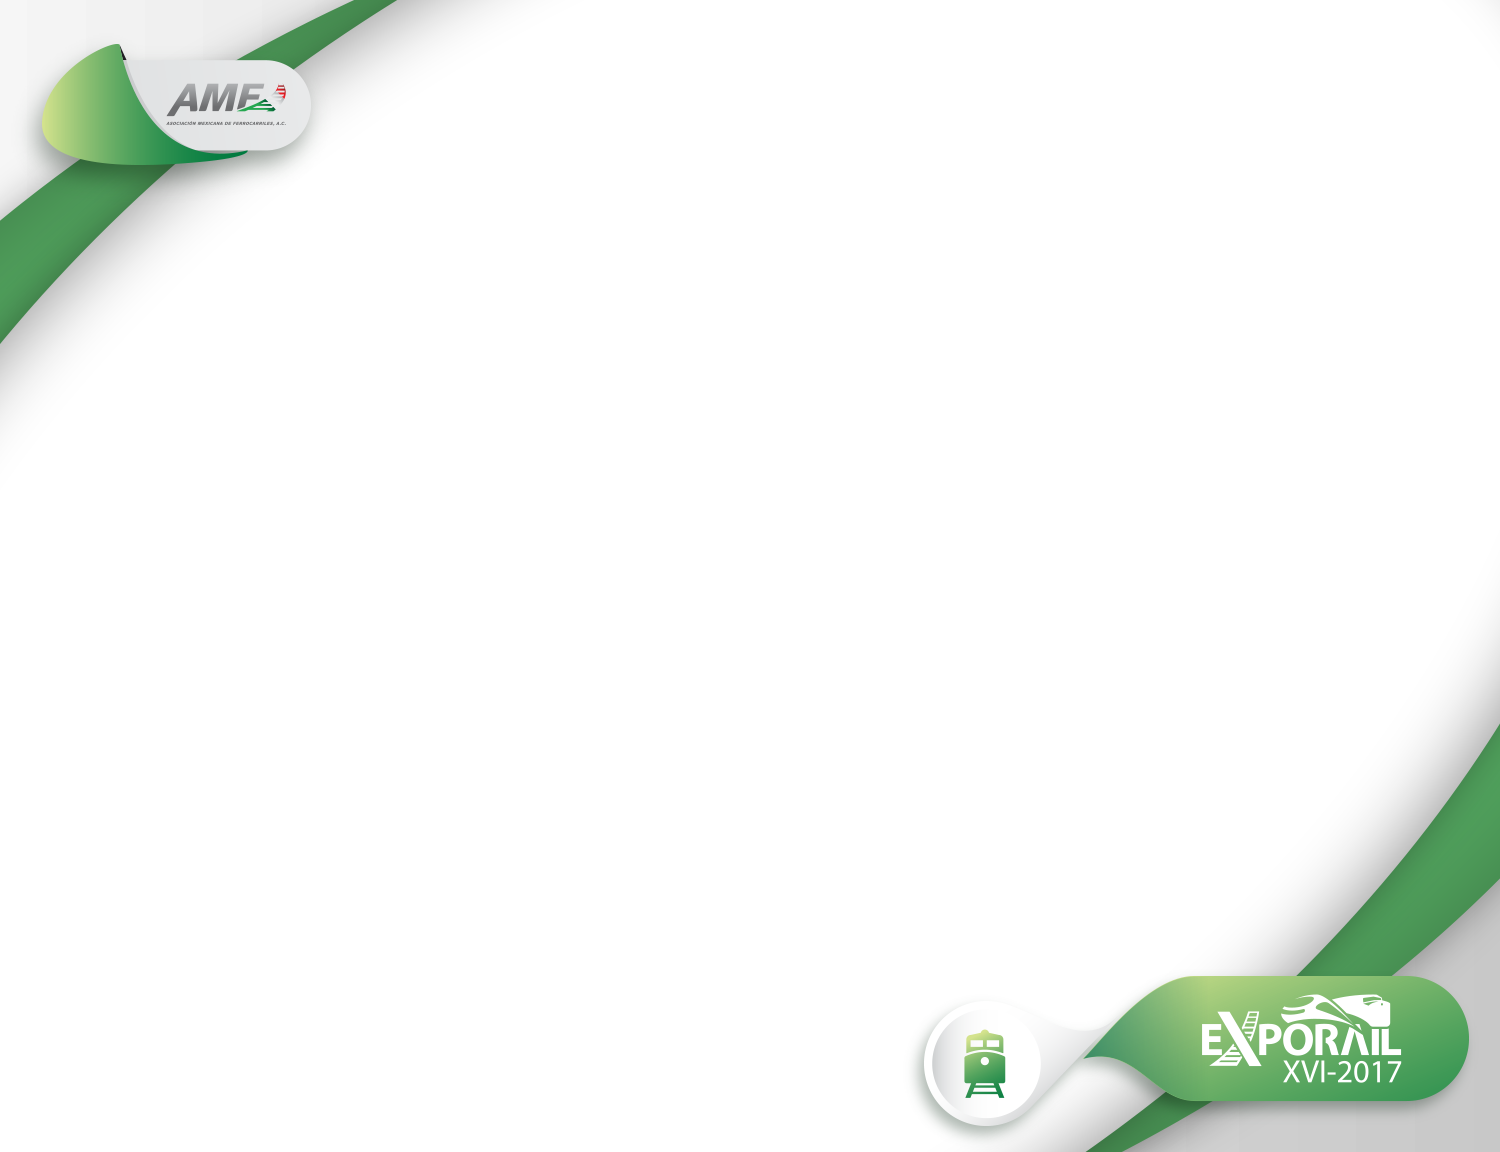 AMF
ASOCIACIÓN MEXICANA DE FERROCARRILES, A.C.
EXPORAIL
XVI-2017